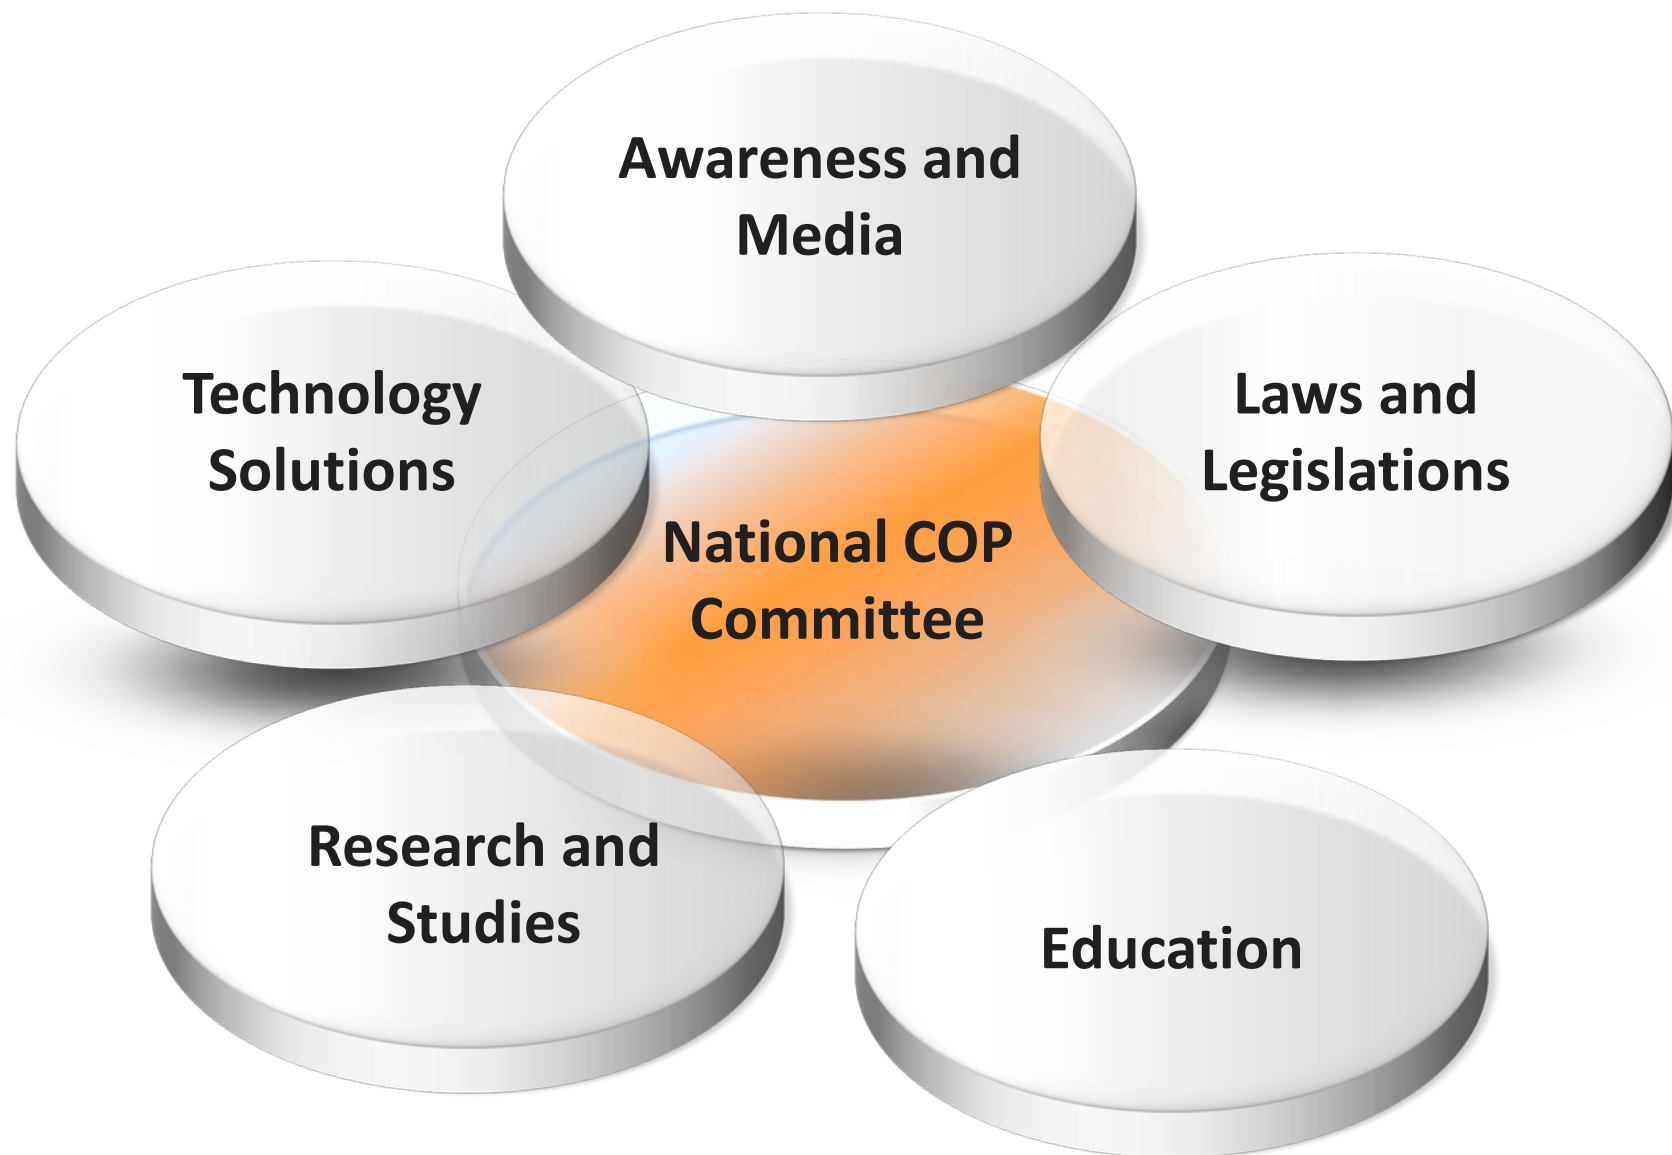 Awareness and
Media
Technology
Solutions
Laws and
Legislations
National COP
Committee
Research and
Studies
Education